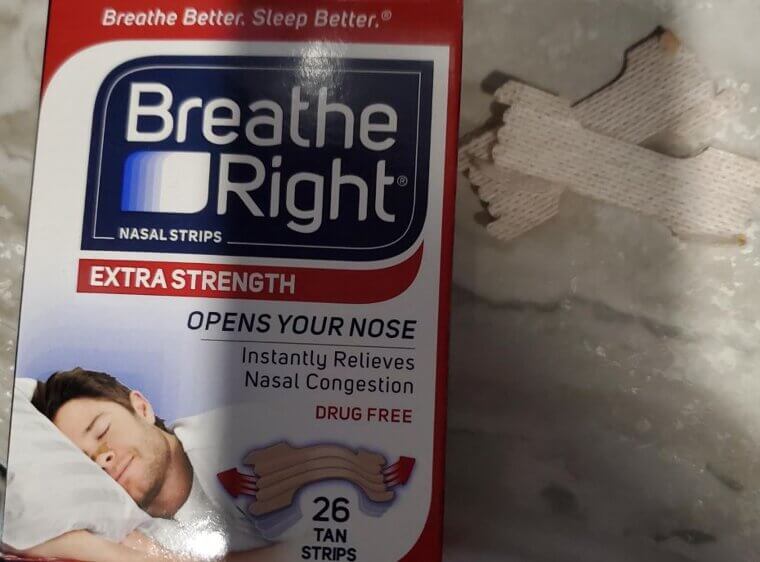 Breathe Better. Sleep Better.®
Breathe
Right®
NASAL STRIPS
EXTRA STRENGTH
OPENS YOUR NOSE
Instantly Relieves
Nasal Congestion
DRUG FREE
26
TAN
STRIPS